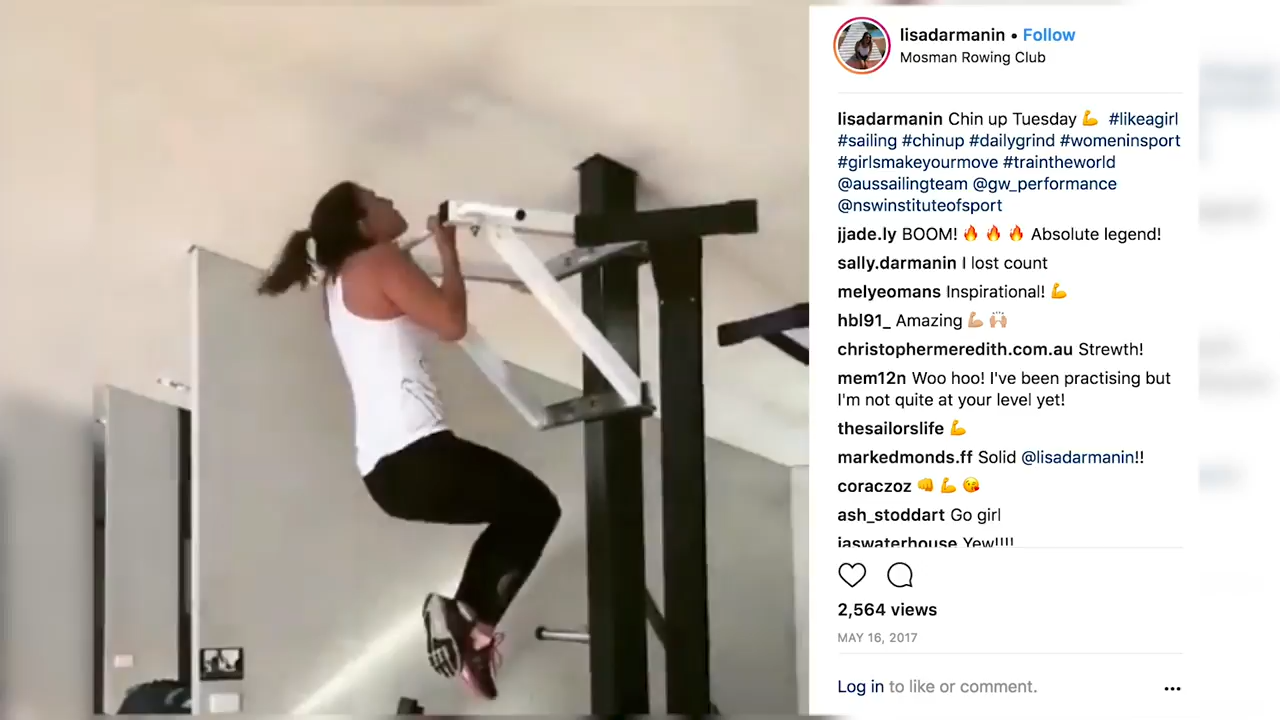 lisadarmanin • Follow
Mosman Rowing Club
lisadarmanin Chin up Tuesday 💪 #likeagirl
#sailing #chinup #dailygrind #womeninsport
#girlsmakeyourmove #traintheworld
@aussailingteam @gw_performance
@nswinstituteofsport
jjade.ly BOOM! 🔥 🔥 🔥 Absolute legend!
sally.darmanin I lost count
melyeomans Inspirational! 💪
hbl91_ Amazing 💪🏼 🙌🏼
christophermeredith.com.au Strewth!
mem12n Woo hoo! I've been practising but
I'm not quite at your level yet!
thesailorslife 💪
markedmonds.ff Solid @lisadarmanin!!
coraczoz 👊 💪 😘
ash_stoddart Go girl
jaswaterhouse Yew!!!!
2,564 views
MAY 16, 2017
Log in to like or comment.